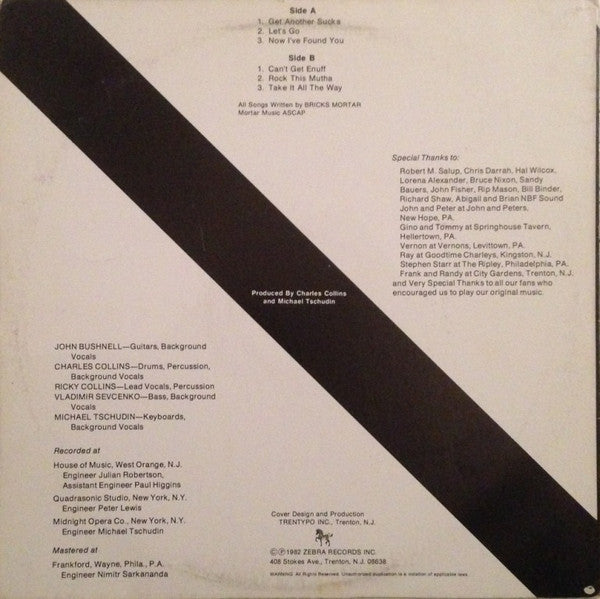 Side A
1. Get Another Sucka
2. Let's Go
3. Now I've Found You
Side B
1. Can't Get Enuff
2. Rock This Mutha
3. Take It All The Way
All Songs Written by BRICKS MORTAR
Mortar Music ASCAP
Special Thanks to:
Robert M. Salup, Chris Darrah, Hal Wilcox,
Lorena Alexander, Bruce Nixon, Sandy
Bauers, John Fisher, Rip Mason, Bill Binder,
Richard Shaw, Abigail and Brian NBF Sound
John and Peter at John and Peters,
New Hope, PA.
Gino and Tommy at Springhouse Tavern,
Hellertown, PA.
Vernon at Vernons, Levittown, PA.
Ray at Goodtime Charleys, Kingston, N.J.
Stephen Starr at The Ripley, Philadelphia, PA.
Frank and Randy at City Gardens, Trenton, N.J.
and Very Special Thanks to all our fans who
encouraged us to play our original music.
Produced By Charles Collins
and Michael Tschudin
JOHN BUSHNELL—Guitars, Background
Vocals
CHARLES COLLINS—Drums, Percussion,
Background Vocals
RICKY COLLINS—Lead Vocals, Percussion
VLADIMIR SEVCENKO—Bass, Background
Vocals
MICHAEL TSCHUDIN—Keyboards,
Background Vocals
Recorded at
House of Music, West Orange, N.J.
Engineer Julian Robertson,
Assistant Engineer Paul Higgins
Quadrasonic Studio, New York, N.Y.
Engineer Peter Lewis
Midnight Opera Co., New York, N.Y.
Engineer Michael Tschudin
Mastered at
Frankford, Wayne, Phila., P.A.
Engineer Nimitr Sarkananda
Cover Design and Production
TRENTYPO INC., Trenton, N.J.
©℗1982 ZEBRA RECORDS INC.
408 Stokes Ave., Trenton, N.J. 08638
WARNING: All Rights Reserved. Unauthorized duplication is a violation of applicable laws.